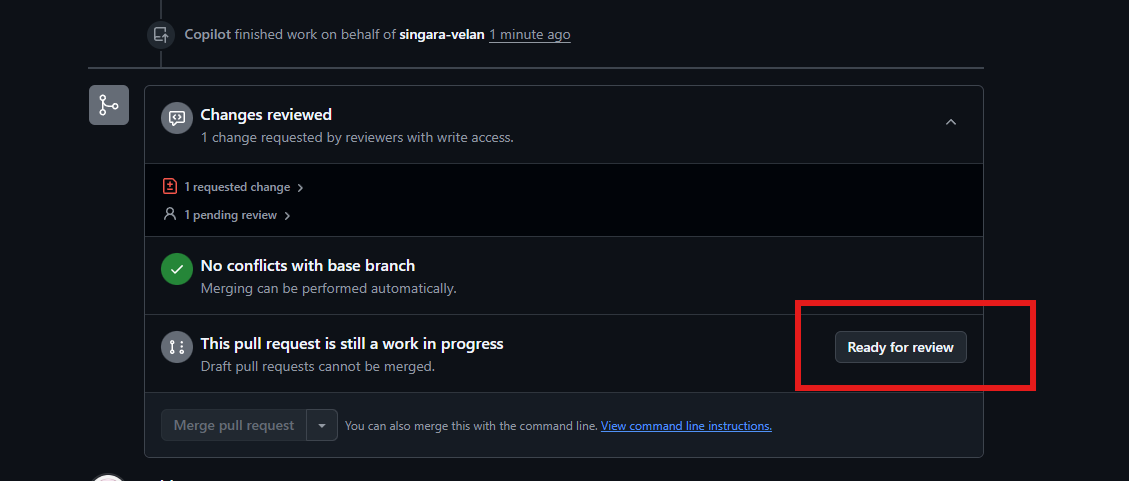 Copilot finished work on behalf of singara-velan 1 minute ago
Changes reviewed
1 change requested by reviewers with write access.
1 requested change
1 pending review
No conflicts with base branch
Merging can be performed automatically.
This pull request is still a work in progress
Draft pull requests cannot be merged.
Ready for review
Merge pull request
You can also merge this with the command line. View command line instructions.